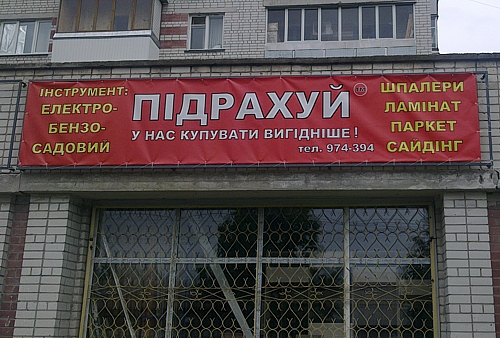 ІНСТРУМЕНТ:
ЕЛЕКТРО-
БЕНЗО-
САДОВИЙ
ПІДРАХУЙ
У НАС КУПУВАТИ ВИГІДНІШЕ!
тел. 974-394
ШПАЛЕРИ
ЛАМІНАТ
ПАРКЕТ
САЙДІНГ